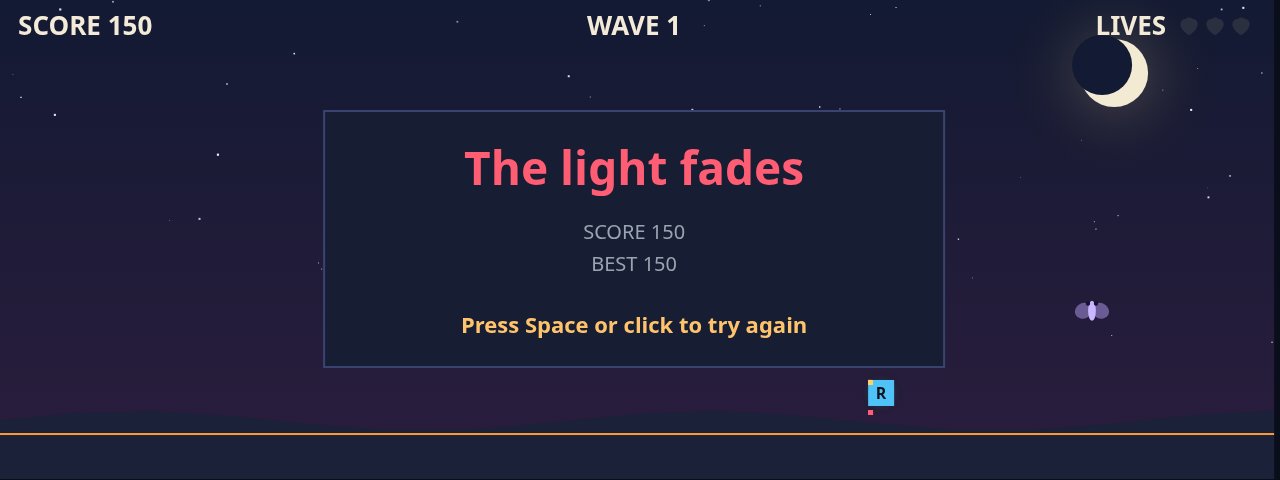 SCORE 150
WAVE 1
LIVES
The light fades
SCORE 150
BEST 150
Press Space or click to try again
R